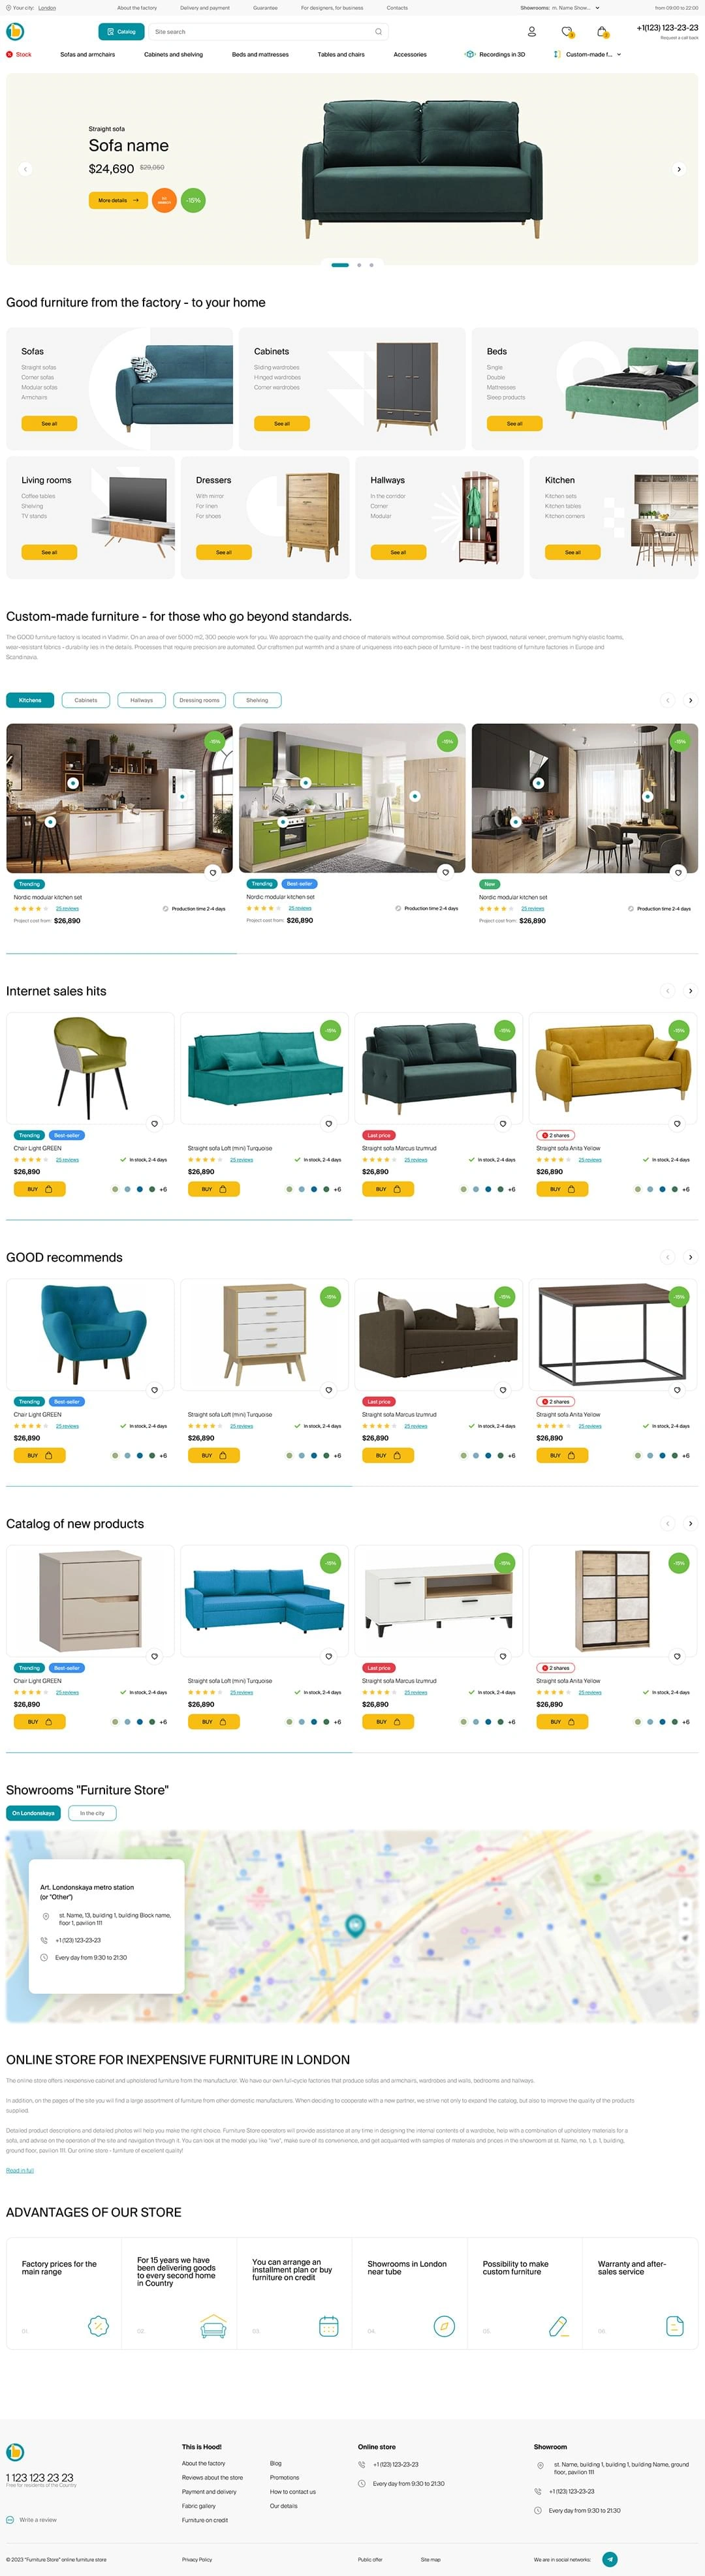 Your city: London
About the factory
Delivery and payment
Guarantee
For designers, for business
Contacts
Showrooms: m. Name Show...
from 09:00 to 22:00
Catalog
Site search
+1(123) 123-23-23
Request a call back
Stock
Sofas and armchairs
Cabinets and shelving
Beds and mattresses
Tables and chairs
Accessories
Recordings in 3D
Custom-made f...
Straight sofa
Sofa name
$24,690 $29,050
More details
-15%
Good furniture from the factory - to your home
Sofas
Straight sofas
Corner sofas
Modular sofas
Armchairs
See all
Cabinets
Sliding wardrobes
Hinged wardrobes
Corner wardrobes
See all
Beds
Single
Double
Mattresses
Sleep products
See all
Living rooms
Coffee tables
Shelving
TV stands
See all
Dressers
With mirror
For linen
For shoes
See all
Hallways
In the corridor
Corner
Modular
See all
Kitchen
Kitchen sets
Kitchen tables
Kitchen corners
See all
Custom-made furniture - for those who go beyond standards.
The GOOD furniture factory is located in Vladimir. On an area of over 5000 m2, 300 people work for you. We approach the quality and choice of materials without compromise. Solid oak, birch plywood, natural veneer, premium highly elastic foams,
wear-resistant fabrics - durability lies in the details. Processes that require precision are automated. Our craftsmen put warmth and a share of uniqueness into each piece of furniture - in the best traditions of furniture factories in Europe and
Scandinavia.
Kitchens
Cabinets
Hallways
Dressing rooms
Shelving
-15%
-15%
-15%
Trending
Nordic modular kitchen set
25 reviews
Production time 2-4 days
Project cost from: $26,890
Trending Best-seller
Nordic modular kitchen set
25 reviews
Production time 2-4 days
Project cost from: $26,890
New
Nordic modular kitchen set
25 reviews
Production time 2-4 days
Project cost from: $26,890
Internet sales hits
-15%
-15%
-15%
Trending Best-seller
Chair Light GREEN
25 reviews
In stock, 2-4 days
$26,890
BUY
+6
Straight sofa Loft (mini) Turquoise
25 reviews
In stock, 2-4 days
$26,890
BUY
+6
Last price
Straight sofa Marcus Izumrud
25 reviews
In stock, 2-4 days
$26,890
BUY
+6
2 shares
Straight sofa Anita Yellow
25 reviews
In stock, 2-4 days
$26,890
BUY
+6
GOOD recommends
-15%
-15%
-15%
Trending Best-seller
Chair Light GREEN
25 reviews
In stock, 2-4 days
$26,890
BUY
+6
Straight sofa Loft (mini) Turquoise
25 reviews
In stock, 2-4 days
$26,890
BUY
+6
Last price
Straight sofa Marcus Izumrud
25 reviews
In stock, 2-4 days
$26,890
BUY
+6
2 shares
Straight sofa Anita Yellow
25 reviews
In stock, 2-4 days
$26,890
BUY
+6
Catalog of new products
-15%
-15%
-15%
Trending Best-seller
Chair Light GREEN
25 reviews
In stock, 2-4 days
$26,890
BUY
+6
Straight sofa Loft (mini) Turquoise
25 reviews
In stock, 2-4 days
$26,890
BUY
+6
Last price
Straight sofa Marcus Izumrud
25 reviews
In stock, 2-4 days
$26,890
BUY
+6
2 shares
Straight sofa Anita Yellow
25 reviews
In stock, 2-4 days
$26,890
BUY
+6
Showrooms "Furniture Store"
On Londonskaya
In the city
Art. Londonskaya metro station
(or "Other")
st. Name, 13, building 1, building Block name,
floor 1, pavilion 111
+1 (123) 123-23-23
Every day from 9:30 to 21:30
ONLINE STORE FOR INEXPENSIVE FURNITURE IN LONDON
The online store offers inexpensive cabinet and upholstered furniture from the manufacturer. We have our own full-cycle factories that produce sofas and armchairs, wardrobes and walls, bedrooms and hallways.
In addition, on the pages of the site you will find a large assortment of furniture from other domestic manufacturers. When deciding to cooperate with a new partner, we strive not only to expand the catalog, but also to improve the quality of the products
supplied.
Detailed product descriptions and detailed photos will help you make the right choice. Furniture Store operators will provide assistance at any time in designing the internal contents of a wardrobe, help with a combination of upholstery materials for a
sofa, and advise on the operation of the site and navigation through it. You can look at the model you like "live", make sure of its convenience, and get acquainted with samples of materials and prices in the showroom at st. Name, no. 1, p. 1, building,
ground floor, pavilion 111. Our online store - furniture of excellent quality!
Read in full
ADVANTAGES OF OUR STORE
Factory prices for the
main range
01.
For 15 years we have
been delivering goods
to every second home
in Country
02.
You can arrange an
installment plan or buy
furniture on credit
03.
Showrooms in London
near tube
04.
Possibility to make
custom furniture
05.
Warranty and after-
sales service
06.
1 123 123 23 23
Free for residents of the Country
Write a review
This is Hood!
About the factory
Reviews about the store
Payment and delivery
Fabric gallery
Furniture on credit
Blog
Promotions
How to contact us
Our details
Online store
+1 (123) 123-23-23
Every day from 9:30 to 21:30
Showroom
st. Name, building 1, building 1, building Name, ground
floor, pavilion 111
+1 (123) 123-23-23
Every day from 9:30 to 21:30
© 2023 "Furniture Store" online furniture store
Privacy Policy
Public offer
Site map
We are in social networks: